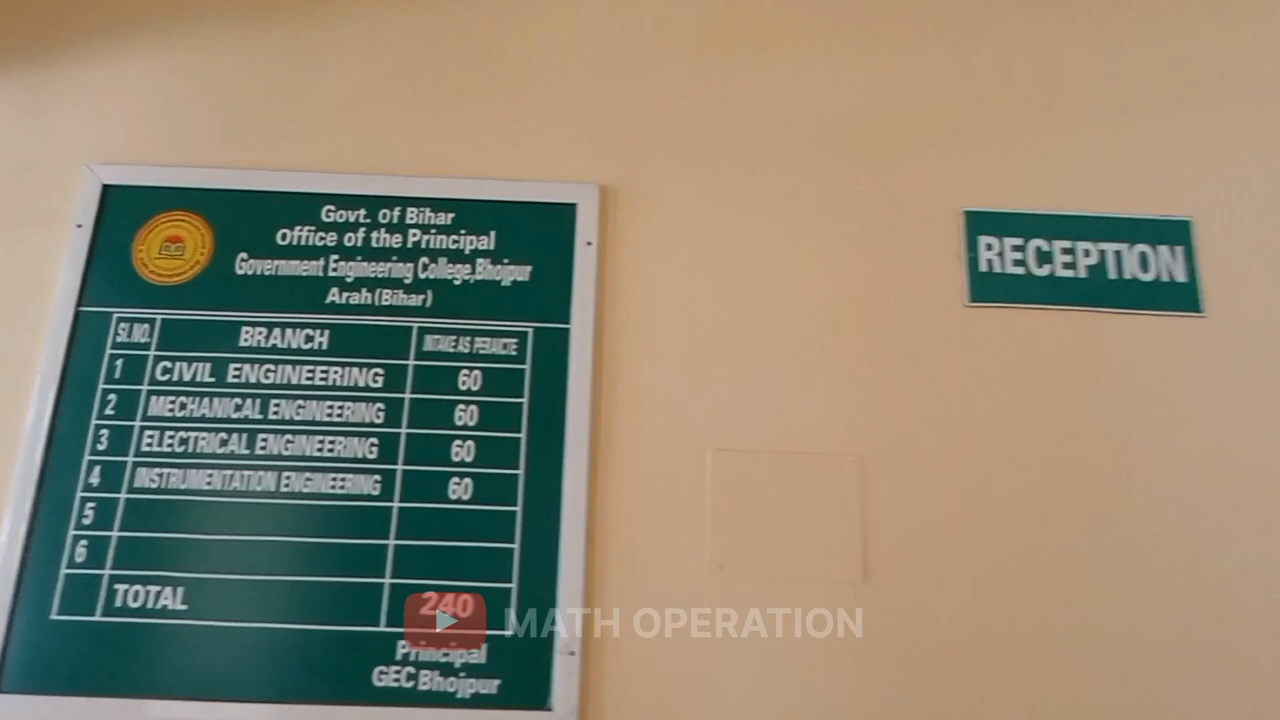 Govt. Of Bihar
Office of the Principal
Government Engineering College,Bhojpur
Arah (Bihar)
SI.NO. BRANCH INTAKE AS PER AICTE
1 CIVIL ENGINEERING 60
2 MECHANICAL ENGINEERING 60
3 ELECTRICAL ENGINEERING 60
4 INSTRUMENTATION ENGINEERING 60
5
6
TOTAL 240
Principal
GEC Bhojpur
RECEPTION
MATH OPERATION